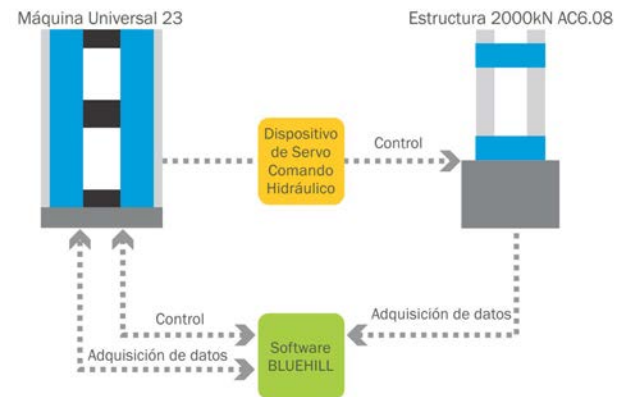 Máquina Universal 23
Estructura 2000kN AC6.08
Dispositivo
de Servo
Comando
Hidráulico
Control
Control
Adquisición de datos
Software
BLUEHILL
Adquisición de datos